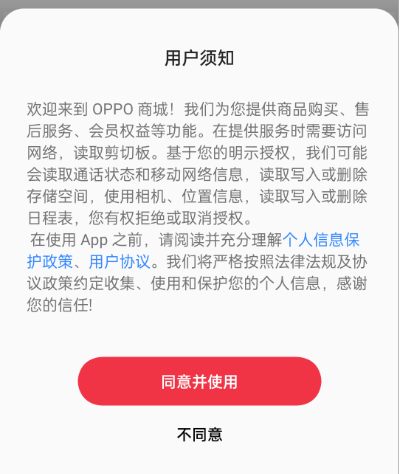 用户须知
欢迎来到 OPPO 商城！我们为您提供商品购买、售
后服务、会员权益等功能。在提供服务时需要访问
网络，读取剪切板。基于您的明示授权，我们可能
会读取通话状态和移动网络信息，读取写入或删除
存储空间，使用相机、位置信息，读取写入或删除
日程表，您有权拒绝或取消授权。
在使用 App 之前，请阅读并充分理解个人信息保
护政策、用户协议。我们将严格按照法律法规及协
议政策约定收集、使用和保护您的个人信息，感谢
您的信任!
同意并使用
不同意